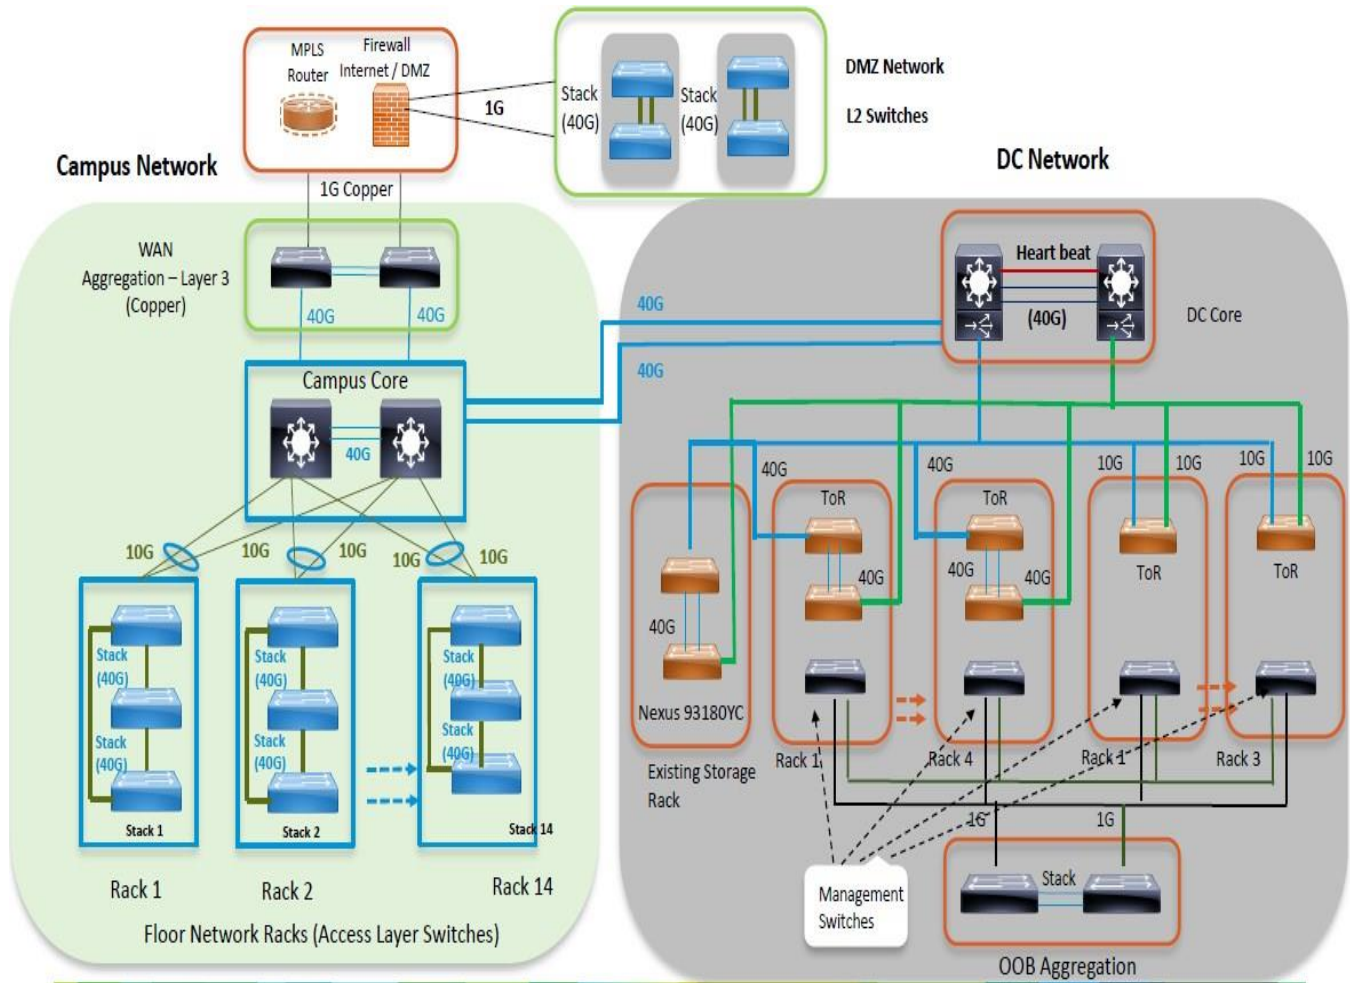 MPLS
Router
Firewall
Internet / DMZ
1G
Stack
(40G)
Stack
(40G)
DMZ Network
L2 Switches
Campus Network
DC Network
1G Copper
WAN
Aggregation – Layer 3
(Copper)
40G
40G
Campus Core
40G
10G
10G
10G
10G
10G
Stack
(40G)
Stack
(40G)
Stack 1
Stack
(40G)
Stack
(40G)
Stack 2
Stack
(40G)
Stack
(40G)
Stack 14
Rack 1
Rack 2
Rack 14
Floor Network Racks (Access Layer Switches)
40G
40G
Heart beat
(40G)
DC Core
40G
40G
10G
10G
10G
10G
ToR
ToR
ToR
ToR
40G
40G
40G
40G
Nexus 93180YC
Existing Storage
Rack
Rack 1
Rack 4
Rack 1
Rack 3
1G
1G
Management
Switches
Stack
OOB Aggregation